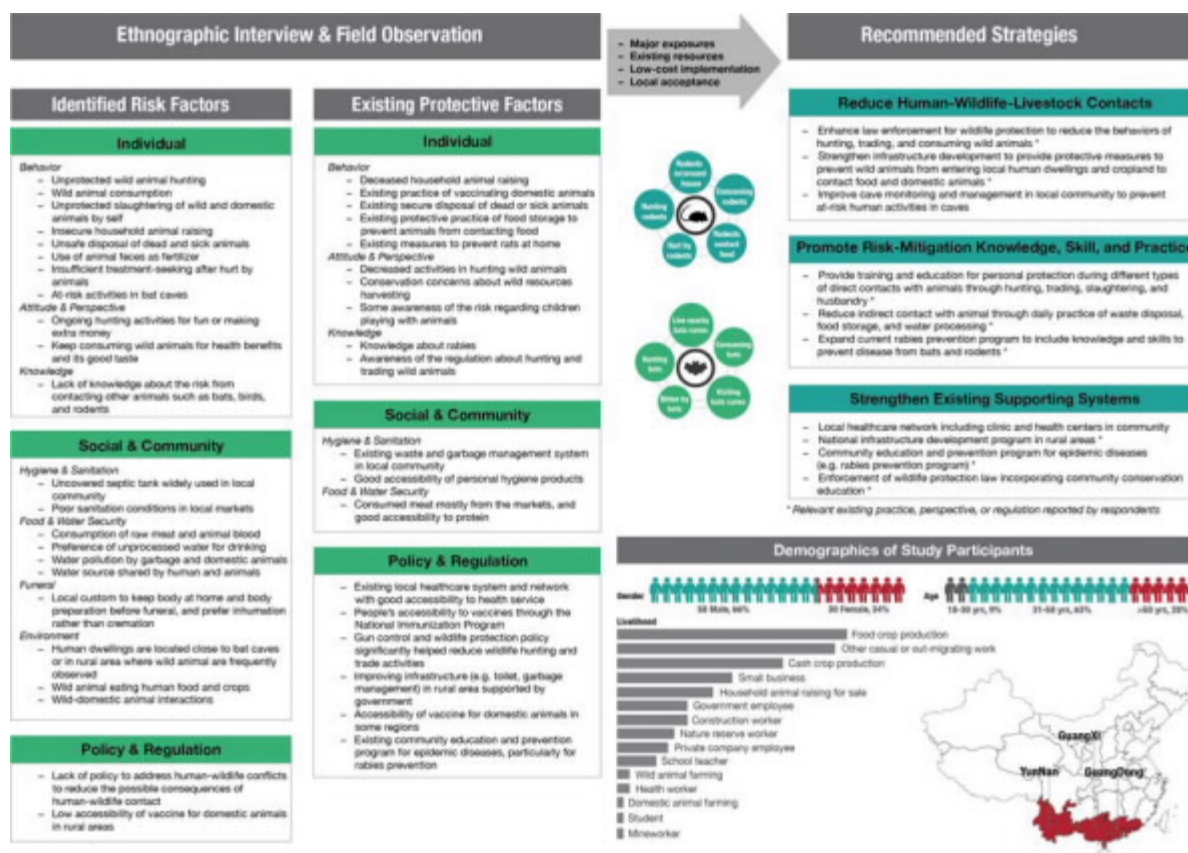 Ethnographic Interview & Field Observation
Identified Risk Factors
Individual
Behavior
– Unprotected wild animal hunting
– Wild animal consumption
– Unprotected slaughtering of wild and domestic
animals by self
– Insecure household animal raising
– Unsafe disposal of dead and sick animals
– Use of animal feces as fertilizer
– Insufficient treatment-seeking after hurt by
animals
– At-risk activities in bat caves
Attitude & Perspective
– Ongoing hunting activities for fun or making
extra money
– Keep consuming wild animals for health benefits
and its good taste
Knowledge
– Lack of knowledge about the risk from
contacting other animals such as bats, birds,
and rodents
Social & Community
Hygiene & Sanitation
– Uncovered septic tank widely used in local
community
– Poor sanitation conditions in local markets
Food & Water Security
– Consumption of raw meat and animal blood
– Preference of unprocessed water for drinking
– Water pollution by garbage and domestic animals
– Water source shared by human and animals
Funeral
– Local custom to keep body at home and body
preparation before funeral, and prefer inhumation
rather than cremation
Environment
– Human dwellings are located close to bat caves
or in rural area where wild animal are frequently
observed
– Wild animal eating human food and crops
– Wild-domestic animal interactions
Policy & Regulation
– Lack of policy to address human-wildlife conflicts
to reduce the possible consequences of
human-wildlife contact
– Low accessibility of vaccine for domestic animals
in rural areas
Existing Protective Factors
Individual
Behavior
– Deceased household animal raising
– Existing practice of vaccinating domestic animals
– Existing secure disposal of dead or sick animals
– Existing protective practice of food storage to
prevent animals from contacting food
– Existing measures to prevent rats at home
Attitude & Perspective
– Decreased activities in hunting wild animals
– Conservation concerns about wild resources
harvesting
– Some awareness of the risk regarding children
playing with animals
Knowledge
– Knowledge about rabies
– Awareness of the regulation about hunting and
trading wild animals
Social & Community
Hygiene & Sanitation
– Existing waste and garbage management system
in local community
– Good accessibility of personal hygiene products
Food & Water Security
– Consumed meat mostly from the markets, and
good accessibility to protein
Policy & Regulation
– Existing local healthcare system and network
with good accessibility to health service
– People's accessibility to vaccines through the
National Immunization Program
– Gun control and wildlife protection policy
significantly helped reduce wildlife hunting and
trade activities
– Improving infrastructure (e.g. toilet, garbage
management) in rural area supported by
government
– Accessibility of vaccine for domestic animals in
some regions
– Existing community education and prevention
program for epidemic diseases, particularly for
rabies prevention
– Major exposures
– Existing resources
– Low-cost implementation
– Local acceptance
Rodents
in/around
house
Consuming
rodents
Rodents
contact
food
Hurt by
rodents
Hunting
rodents
Live nearby
bats caves
Consuming
bats
Visiting
bats caves
Bitten by
bats
Hunting
bats
Recommended Strategies
Reduce Human-Wildlife-Livestock Contacts
– Enhance law enforcement for wildlife protection to reduce the behaviors of
hunting, trading, and consuming wild animals *
– Strengthen infrastructure development to provide protective measures to
prevent wild animals from entering local human dwellings and cropland to
contact food and domestic animals *
– Improve cave monitoring and management in local community to prevent
at-risk human activities in caves
Promote Risk-Mitigation Knowledge, Skill, and Practice
– Provide training and education for personal protection during different types
of direct contacts with animals through hunting, trading, slaughtering, and
husbandry *
– Reduce indirect contact with animal through daily practice of waste disposal,
food storage, and water processing *
– Expand current rabies prevention program to include knowledge and skills to
prevent disease from bats and rodents *
Strengthen Existing Supporting Systems
– Local healthcare network including clinic and health centers in community
– National infrastructure development program in rural areas *
– Community education and prevention program for epidemic diseases
(e.g. rabies prevention program) *
– Enforcement of wildlife protection law incorporating community conservation
education *
* Relevant existing practice, perspective, or regulation reported by respondents
Demographics of Study Participants
Gender
58 Male, 66%
30 Female, 34%
Age
18-30 yrs, 9%
31-60 yrs, 63%
>60 yrs, 28%
Livelihood
Food crop production
Other casual or out-migrating work
Cash crop production
Small business
Household animal raising for sale
Government employee
Construction worker
Nature reserve worker
Private company employee
School teacher
Wild animal farming
Health worker
Domestic animal farming
Student
Mineworker
GuangXi
YunNan
GuangDong